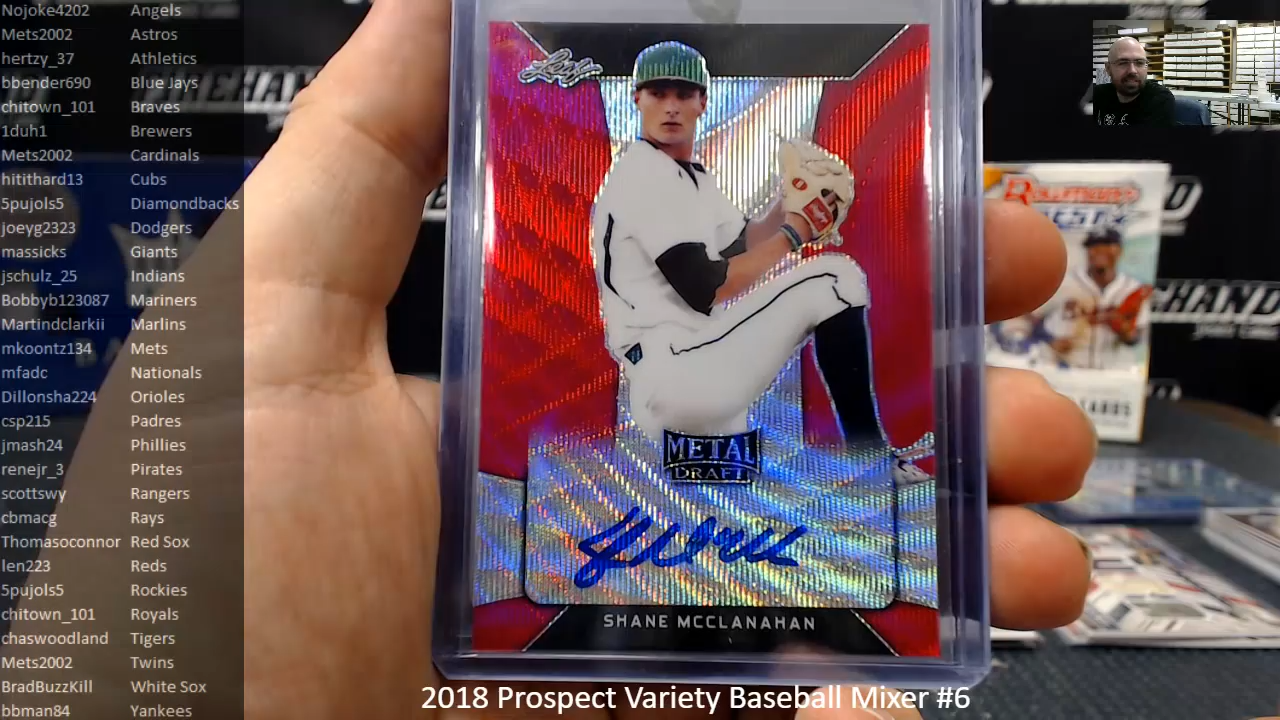 Nojoke4202 Angels
Mets2002 Astros
hertzy_37 Athletics
bbender690 Blue Jays
chitown_101 Braves
1duh1 Brewers
Mets2002 Cardinals
hitithard13 Cubs
5pujols5 Diamondbacks
joeyg2323 Dodgers
massicks Giants
jschulz_25 Indians
Bobbyb123087 Mariners
Martindclarkii Marlins
mkoontz134 Mets
mfadc Nationals
Dillonsha224 Orioles
csp215 Padres
jmash24 Phillies
renejr_3 Pirates
scottswy Rangers
cbmacg Rays
Thomasoconnor Red Sox
len223 Reds
5pujols5 Rockies
chitown_101 Royals
chaswoodland Tigers
Mets2002 Twins
BradBuzzKill White Sox
bbman84 Yankees
Leaf
METAL
DRAFT
SHANE MCCLANAHAN
Bowman's
BEST
CARDS
2018 Prospect Variety Baseball Mixer #6